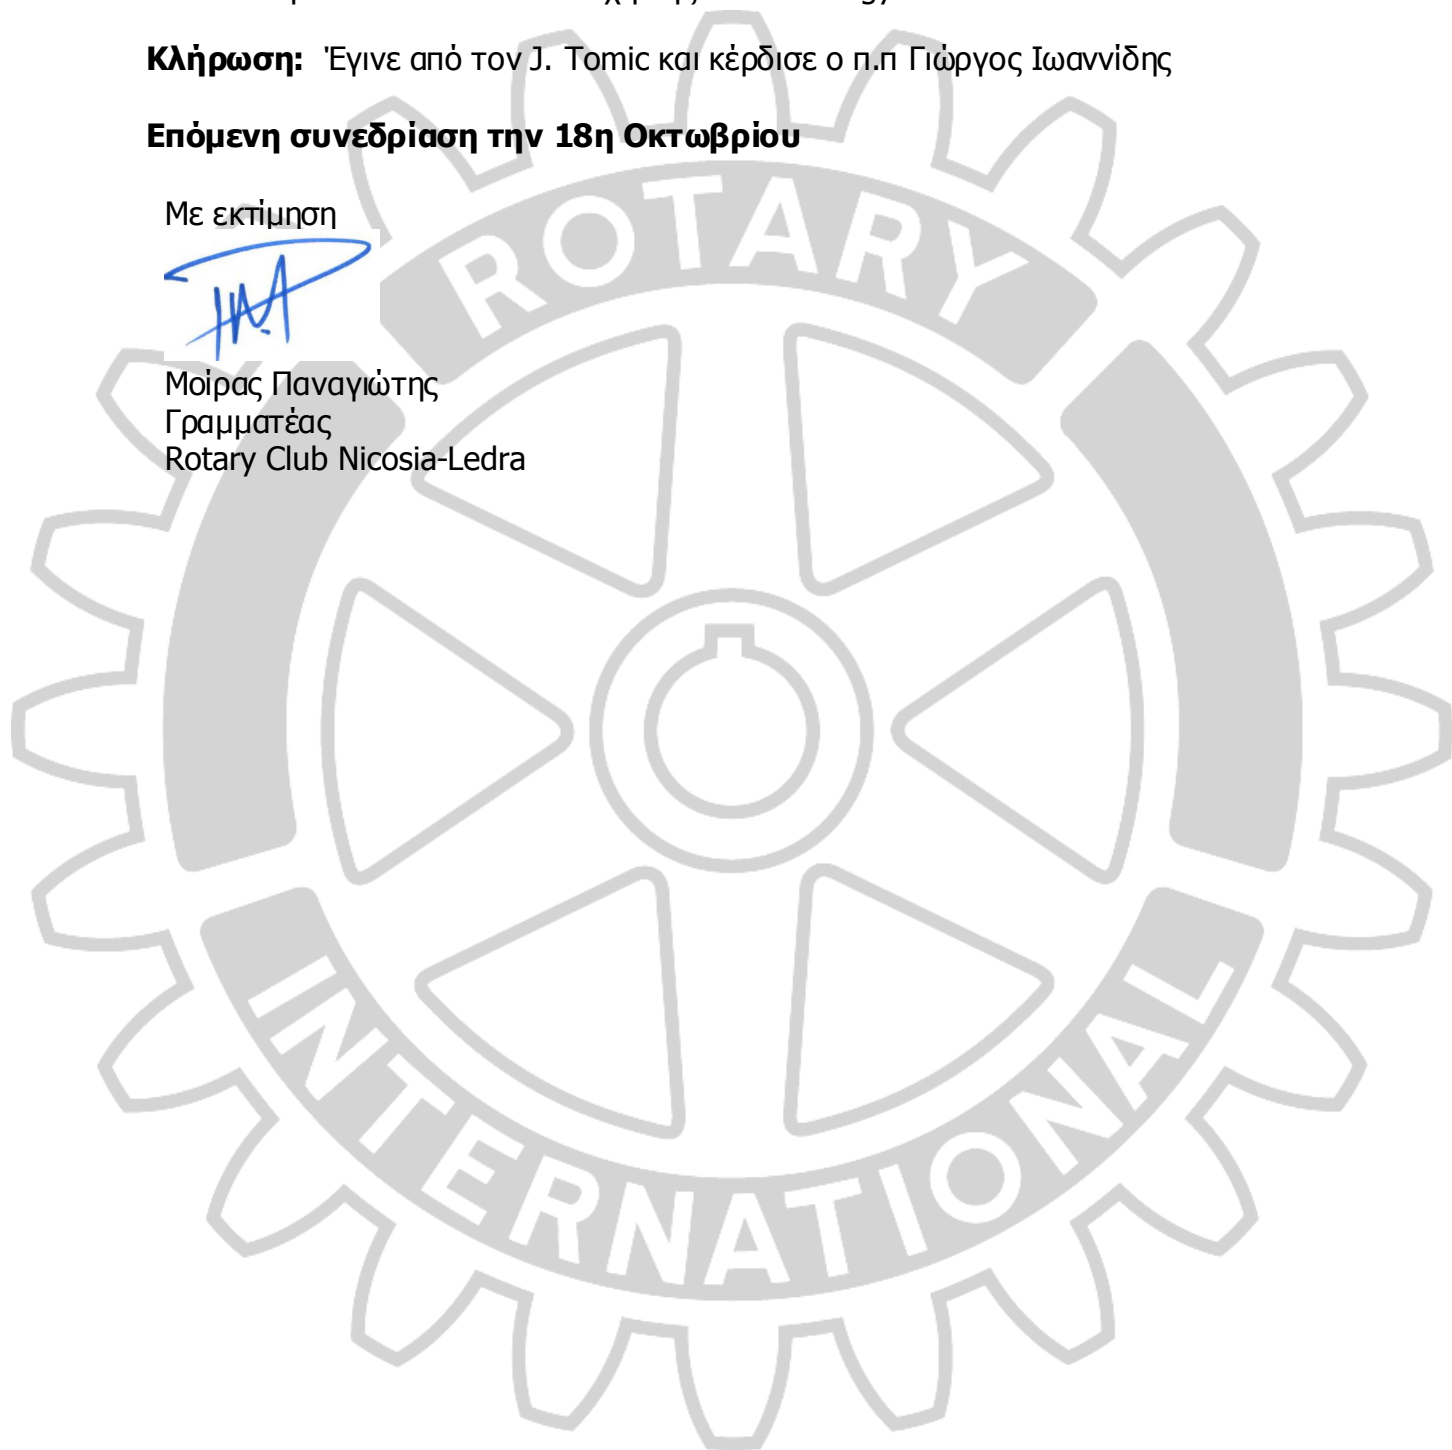 Κλήρωση: Έγινε από τον J. Tomic και κέρδισε ο π.π Γιώργος Ιωαννίδης
Επόμενη συνεδρίαση την 18η Οκτωβρίου
Με εκτίμηση
Μοίρας Παναγιώτης
Γραμματέας
Rotary Club Nicosia-Ledra
ROTARY
INTERNATIONAL